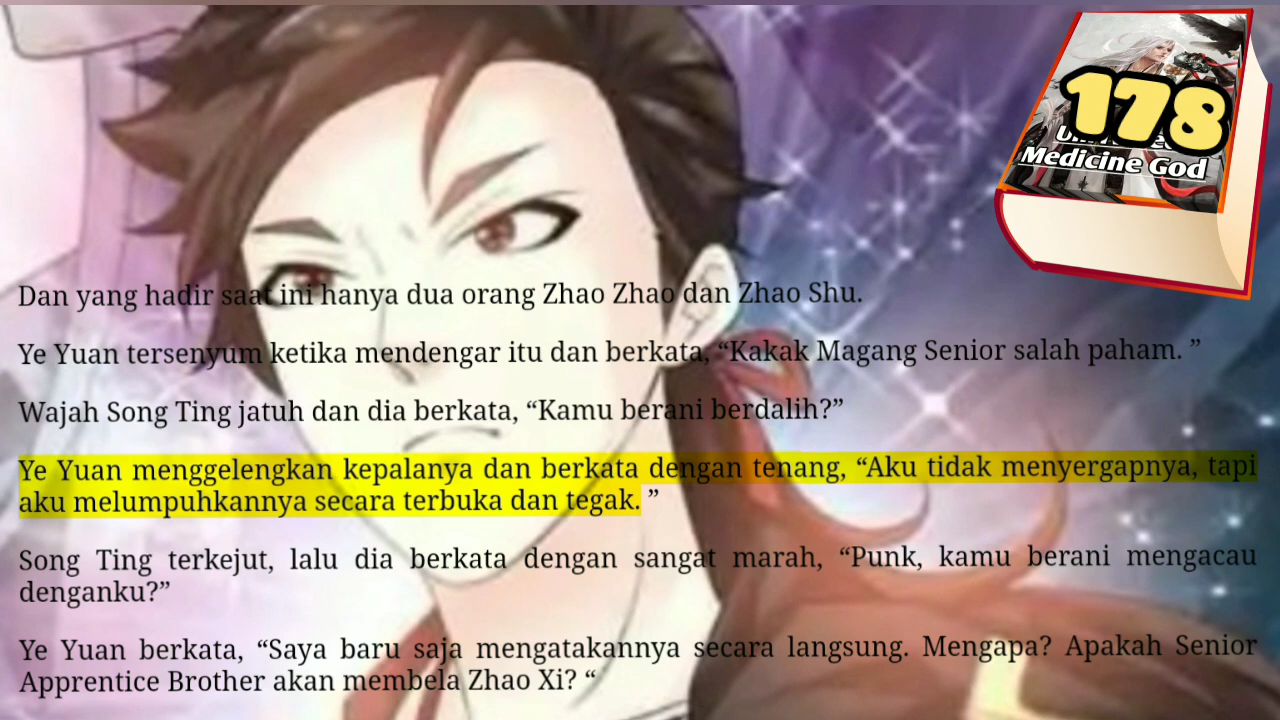 178
Medicine God
Dan yang hadir saat ini hanya dua orang Zhao Zhao dan Zhao Shu.
Ye Yuan tersenyum ketika mendengar itu dan berkata, “Kakak Magang Senior salah paham. ”
Wajah Song Ting jatuh dan dia berkata, “Kamu berani berdalih?”
Ye Yuan menggelengkan kepalanya dan berkata dengan tenang, “Aku tidak menyergapnya, tapi
aku melumpuhkannya secara terbuka dan tegak. ”
Song Ting terkejut, lalu dia berkata dengan sangat marah, “Punk, kamu berani mengacau
denganku?”
Ye Yuan berkata, “Saya baru saja mengatakannya secara langsung. Mengapa? Apakah Senior
Apprentice Brother akan membela Zhao Xi? “